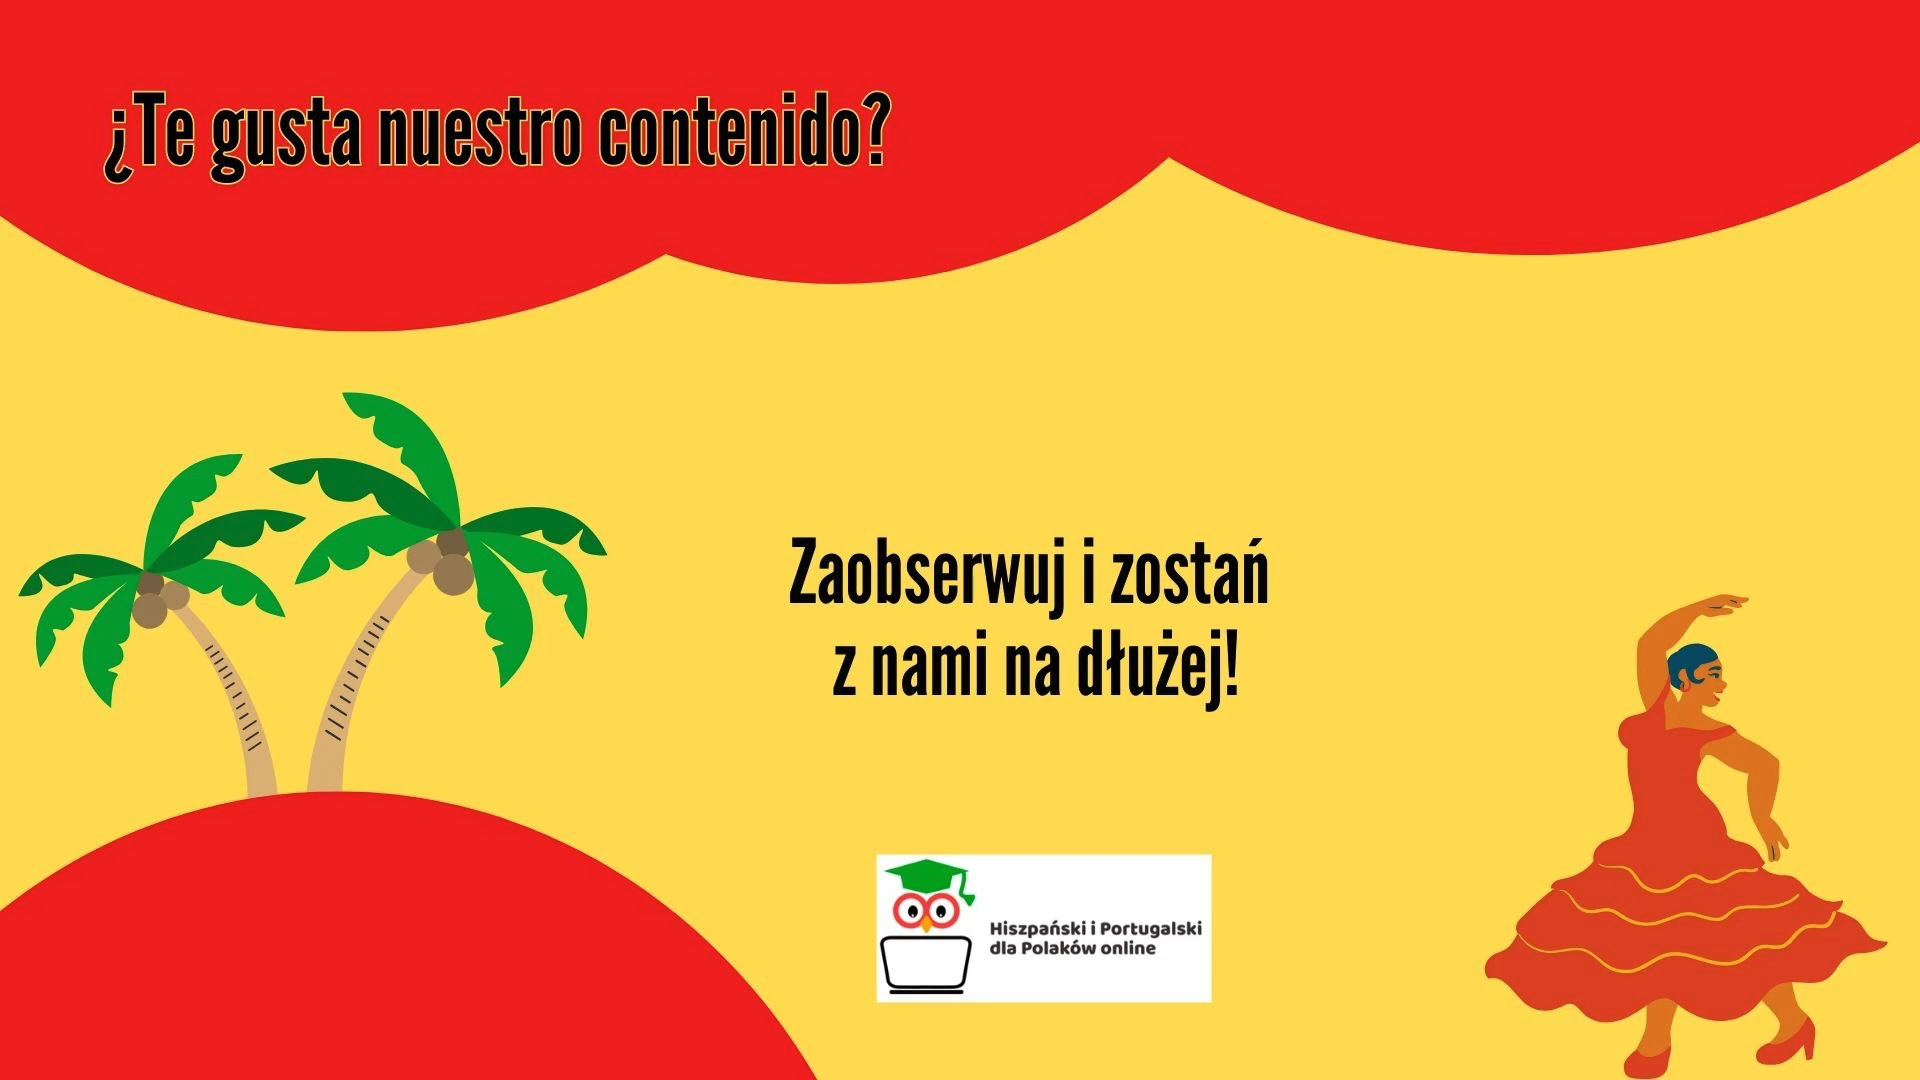 ¿Te gusta nuestro contenido?
Zaobserwuj i zostań
z nami na dłużej!
Hiszpański i Portugalski
dla Polaków online